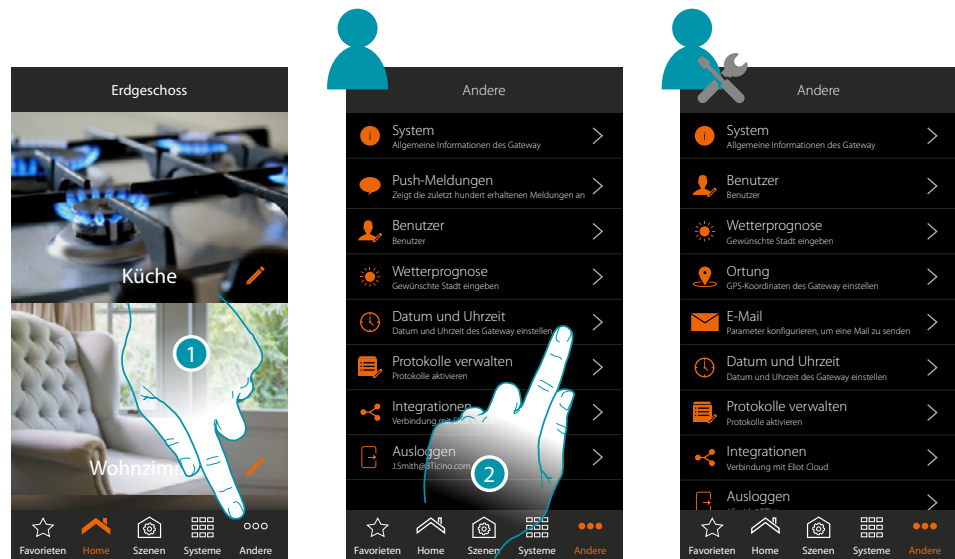 Erdgeschoss
Küche
1
Favorieten Home Szenen Systeme Andere
Andere
System
Allgemeine Informationen des Gateway
Push-Meldungen
Zeigt die zuletzt hundert erhaltenen Meldungen an
Benutzer
Benutzer
Wetterprognose
Gewünschte Stadt eingeben
Datum und Uhrzeit
Datum und Uhrzeit des Gateway einstellen
Protokolle verwalten
Protokolle aktivieren
Integrationen
Verbindung mit
Ausloggen
2
Favorieten Home Szenen Systeme Andere
Andere
System
Allgemeine Informationen des Gateway
Benutzer
Benutzer
Wetterprognose
Gewünschte Stadt eingeben
Ortung
GPS-Koordinaten des Gateway einstellen
E-Mail
Parameter konfigurieren, um eine Mail zu senden
Datum und Uhrzeit
Datum und Uhrzeit des Gateway einstellen
Protokolle verwalten
Protokolle aktivieren
Integrationen
Verbindung mit Eliot Cloud
Ausloggen
Favorieten Home Szenen Systeme Andere